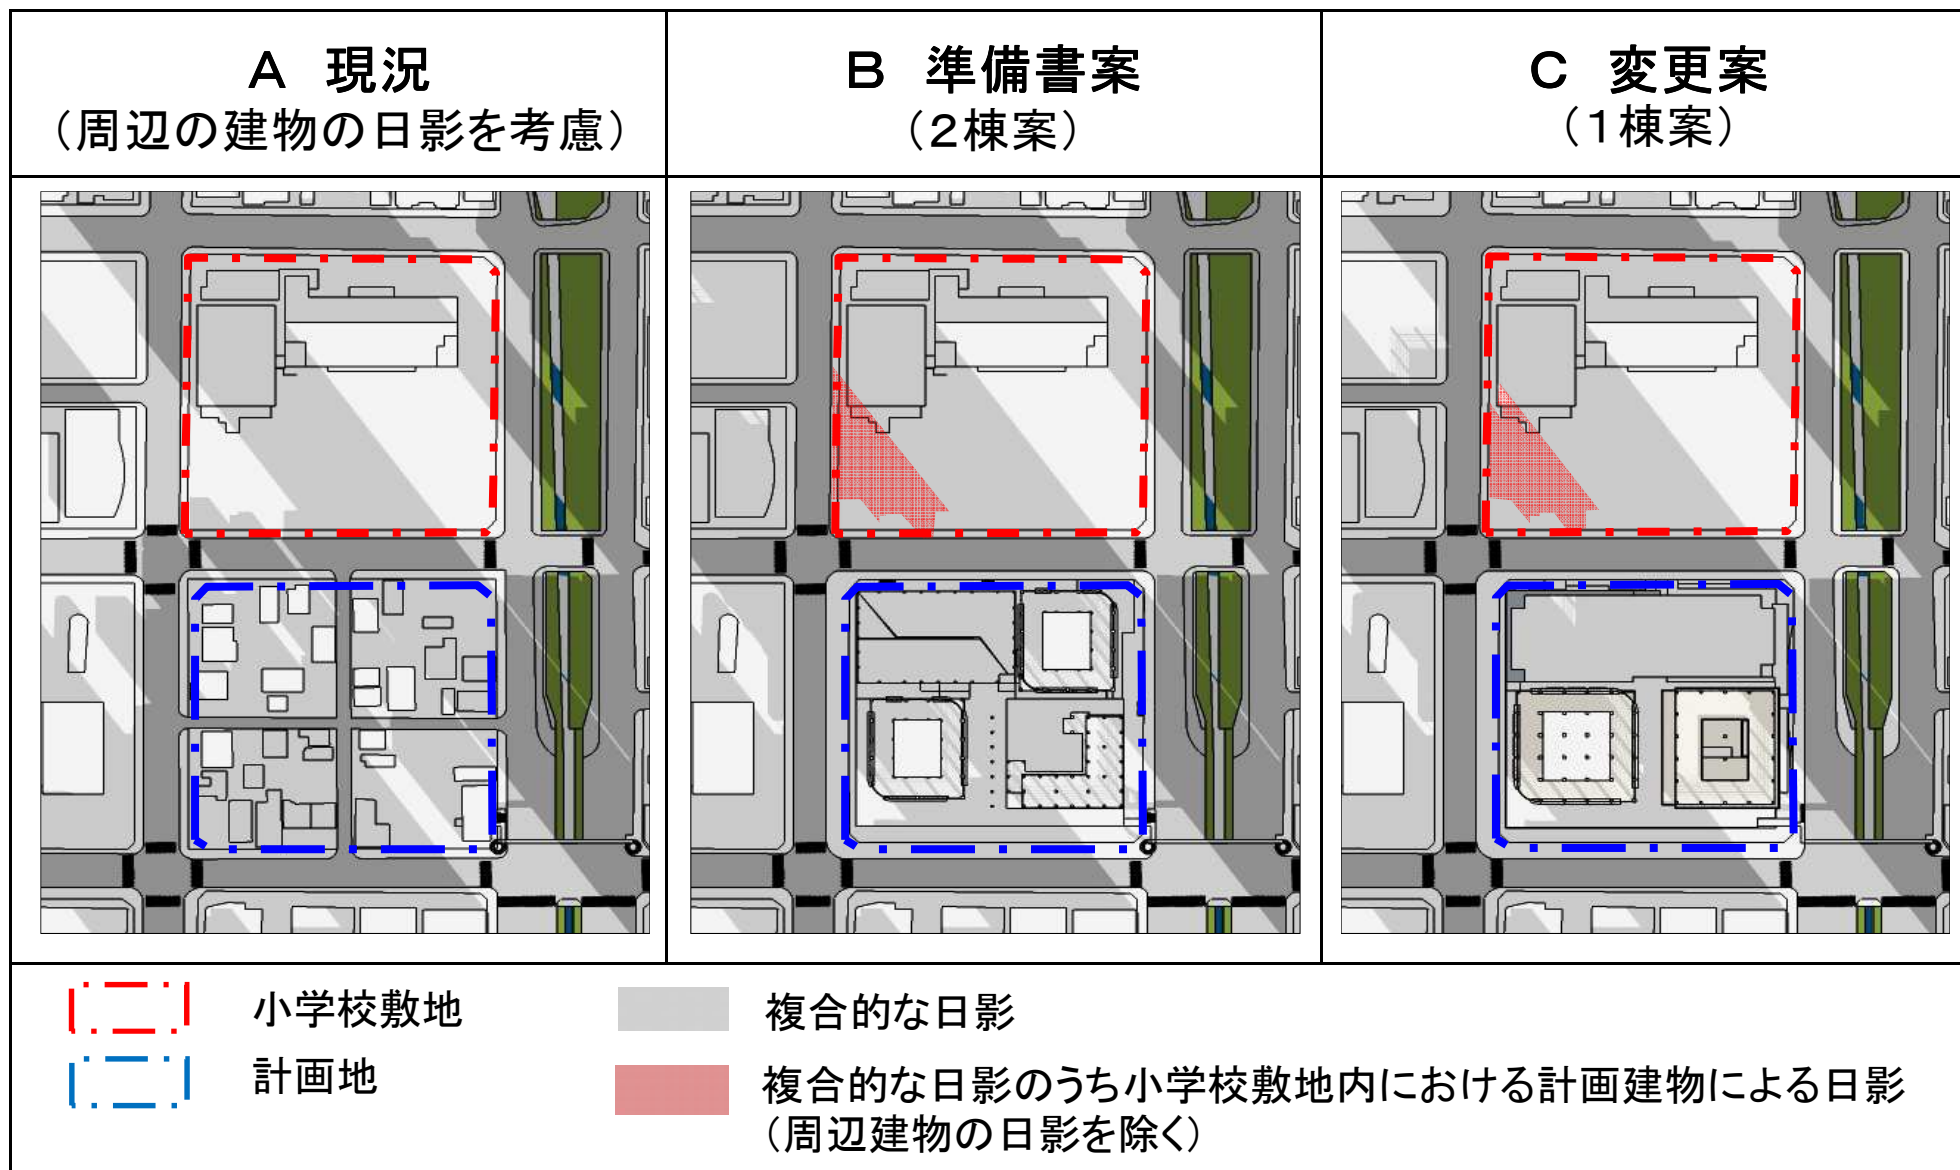 A 現況
(周辺の建物の日影を考慮)
B 準備書案
(2棟案)
C 変更案
(1棟案)
小学校敷地
計画地
複合的な日影
複合的な日影のうち小学校敷地内における計画建物による日影
(周辺建物の日影を除く)